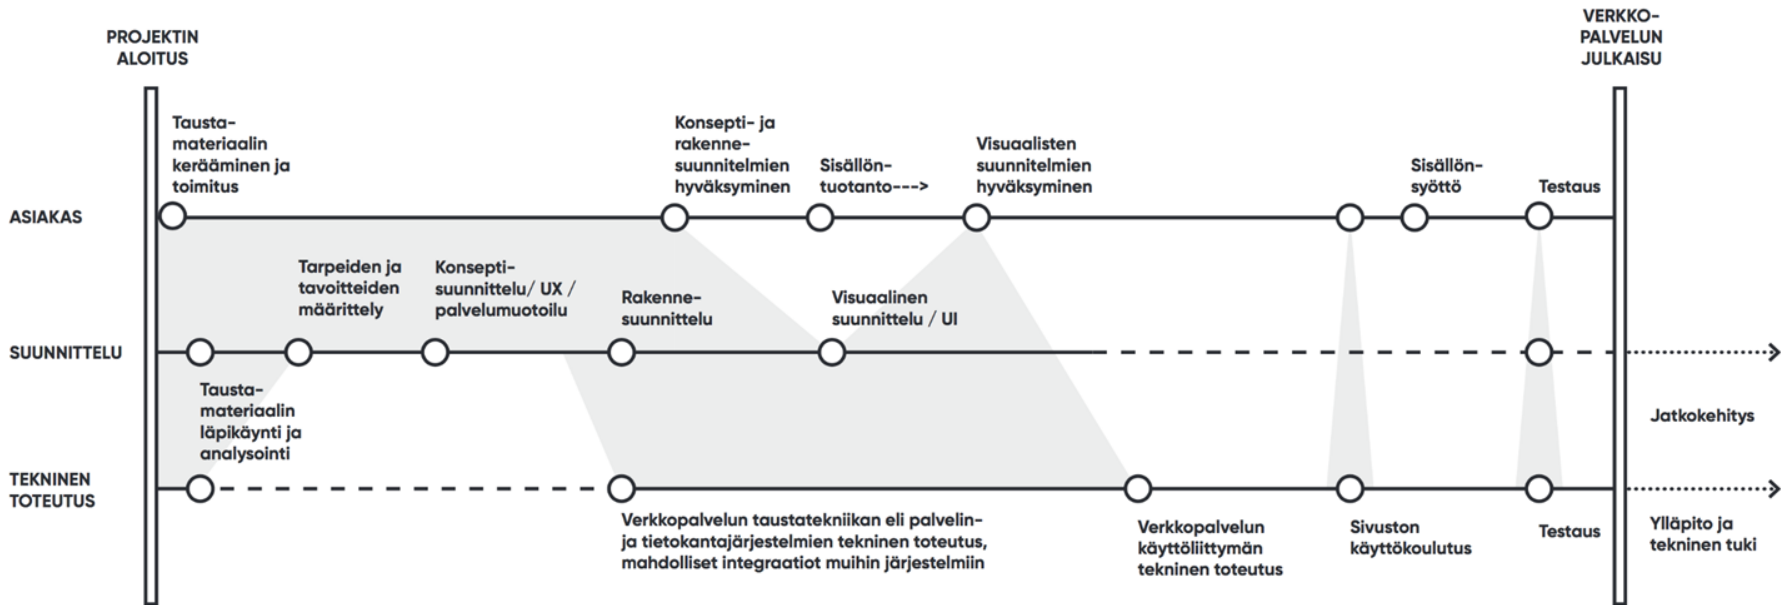 PROJEKTIN
ALOITUS
VERKKO-
PALVELUN
JULKAISU
Tausta-
materiaalin
kerääminen ja
toimitus
Konsepti- ja
rakenne-
suunnitelmien
hyväksyminen
Sisällön-
tuotanto--->
Visuaalisten
suunnitelmien
hyväksyminen
Sisällön-
syöttö
Testaus
ASIAKAS
Tarpeiden ja
tavoitteiden
määrittely
Konsepti-
suunnittelu/ UX /
palvelumuotoilu
Rakenne-
suunnittelu
Visuaalinen
suunnittelu / UI
SUUNNITTELU
Tausta-
materiaalin
läpikäynti ja
analysointi
Jatkokehitys
TEKNINEN
TOTEUTUS
Verkkopalvelun taustatekniikan eli palvelin-
ja tietokantajärjestelmien tekninen toteutus,
mahdolliset integraatiot muihin järjestelmiin
Verkkopalvelun
käyttöliittymän
tekninen toteutus
Sivuston
käyttökoulutus
Testaus
Ylläpito ja
tekninen tuki